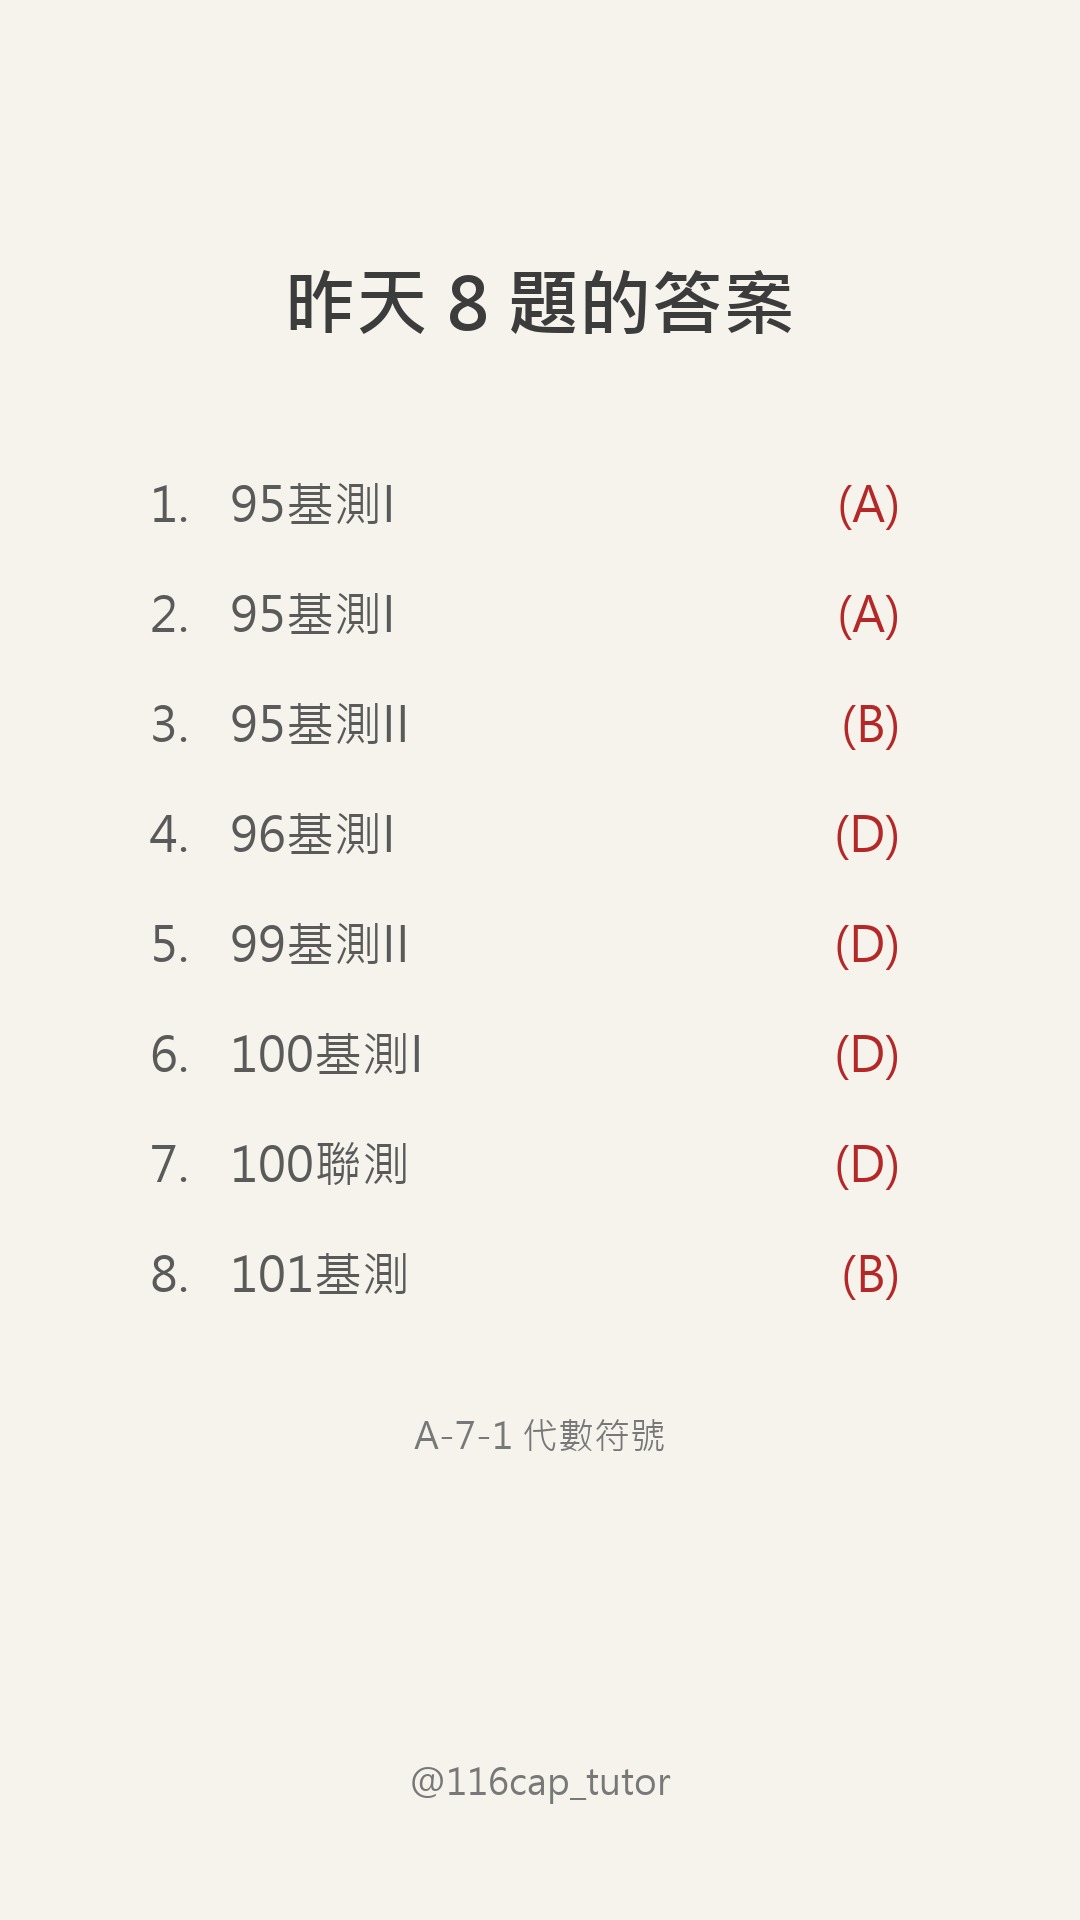 昨天 8 題的答案
1. 95基測I (A)
2. 95基測I (A)
3. 95基測II (B)
4. 96基測I (D)
5. 99基測II (D)
6. 100基測I (D)
7. 100聯測 (D)
8. 101基測 (B)
A-7-1 代數符號
@116cap_tutor